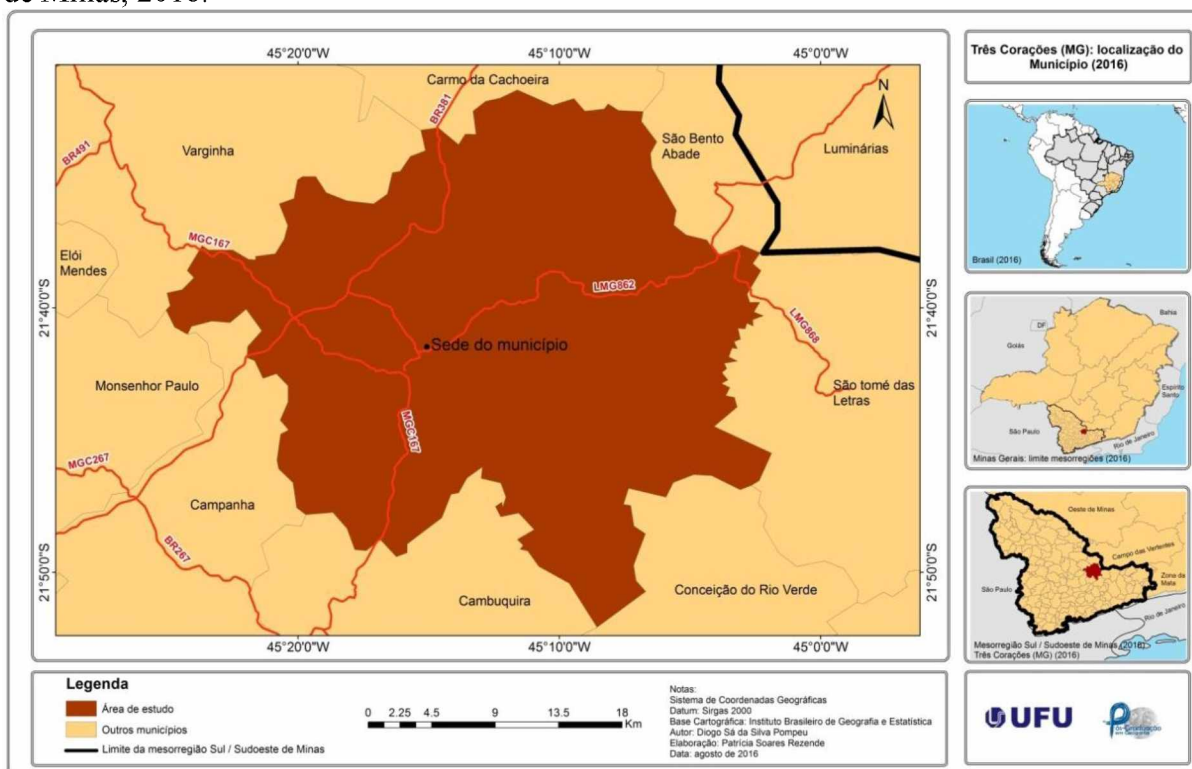 de Minas, 2016.
45°20'0"W
45°10'0"W
45°0'0"W
Carmo da Cachoeira
N
BR381
São Bento
Abade
Luminárias
Varginha
BR491
MGC167
Elói
Mendes
LMG862
21°40'0"S
21°40'0"S
LMG868
Sede do município
Monsenhor Paulo
São tomé das
Letras
MGC167
MGC267
Campanha
BR267
21°50'0"S
21°50'0"S
Cambuquira
Conceição do Rio Verde
45°20'0"W
45°10'0"W
45°0'0"W
Três Corações (MG): localização do
Município (2016)
Brasil (2016)
Bahia
DF
Goiás
Espírito
Santp
São Paulo
Rio de Janeiro
Minas Gerais: limite mesorregiões (2016)
Oeste de Minas
Campo das Vertentes
Zona da
Mata
São Paulo
Rio de Janeiro
Mesorregião Sul / Sudoeste de Minas (2016)
Três Corações (MG) (2016)
Legenda
Área de estudo
Outros municípios
Limite da mesorregião Sul / Sudoeste de Minas
0 2.25 4.5 9 13.5 18
Km
Notas:
Sistema de Coordenadas Geográficas
Datum: Sirgas 2000
Base Cartográfica: Instituto Brasileiro de Geografia e Estatística
Autor: Diogo Sá da Silva Pompeu
Elaboração: Patrícia Soares Rezende
Data: agosto de 2016
UFU